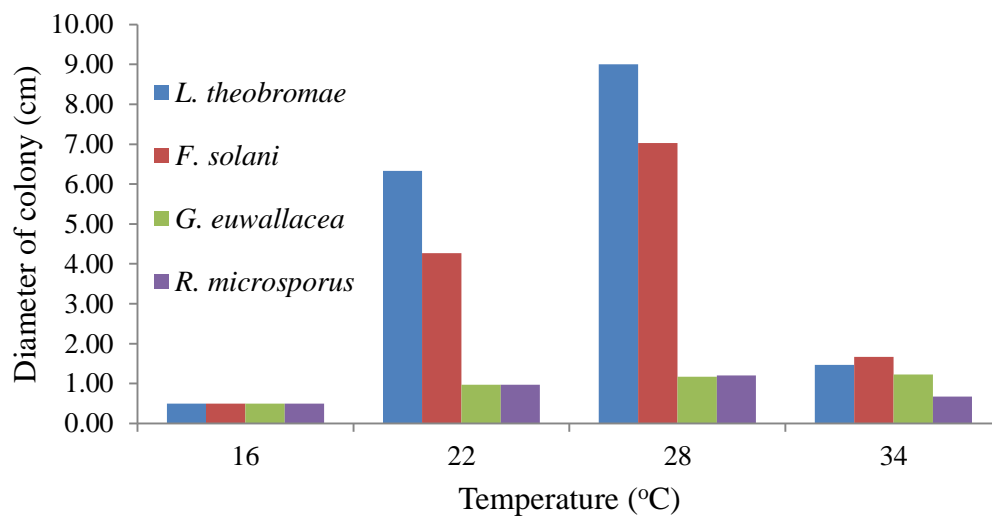 10.00
9.00
8.00
7.00
6.00
5.00
4.00
3.00
2.00
1.00
0.00
Diameter of colony (cm)
L. theobromae
F. solani
G. euwallacea
R. microsporus
16 22 28 34
Temperature (°C)